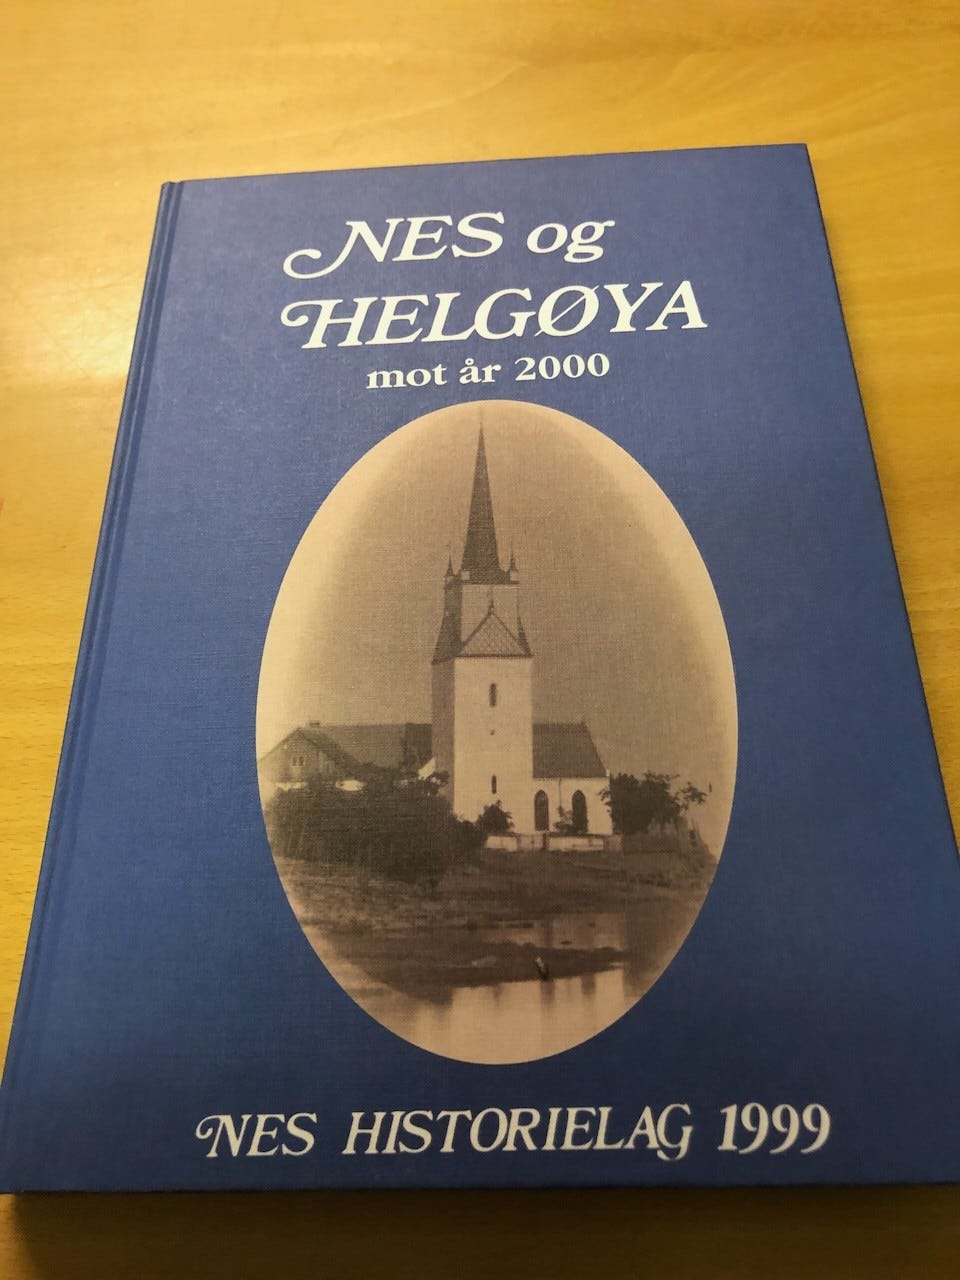 NES og
HELGØYA
mot år 2000
NES HISTORIELAG 1999